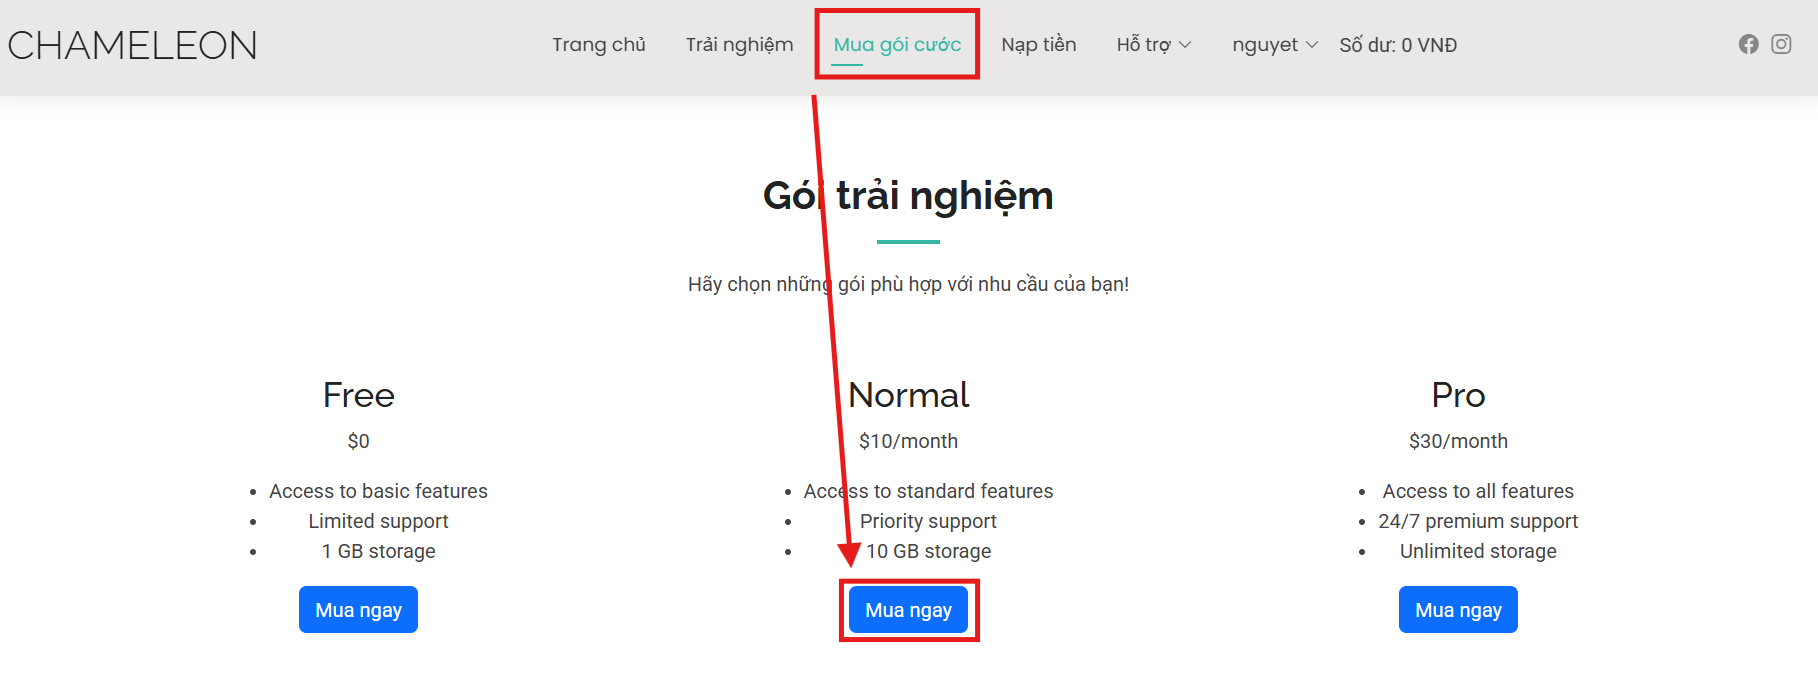 CHAMELEON
Trang chủ
Trải nghiệm
Mua gói cước
Nạp tiền
Hỗ trợ
nguyet
Số dư: 0 VNĐ
Gói trải nghiệm
Hãy chọn những gói phù hợp với nhu cầu của bạn!
Free
$0
Access to basic features
Limited support
1 GB storage
Mua ngay
Normal
$10/month
Access to standard features
Priority support
10 GB storage
Mua ngay
Pro
$30/month
Access to all features
24/7 premium support
Unlimited storage
Mua ngay